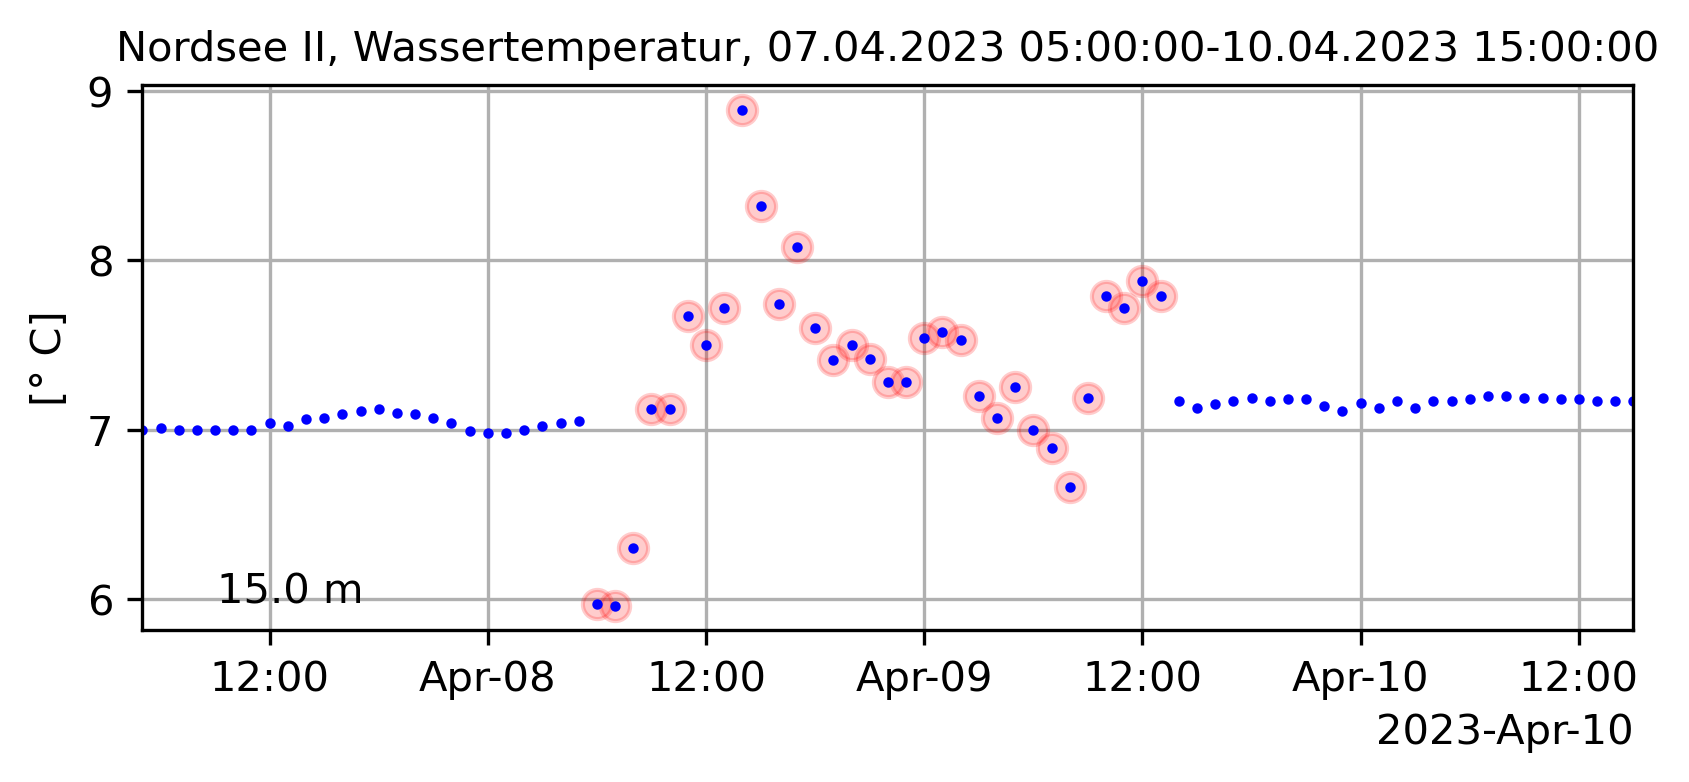 Nordsee II, Wassertemperatur, 07.04.2023 05:00:00-10.04.2023 15:00:00
9
8
7
6
[° C]
15.0 m
12:00 Apr-08 12:00 Apr-09 12:00 Apr-10 12:00
2023-Apr-10